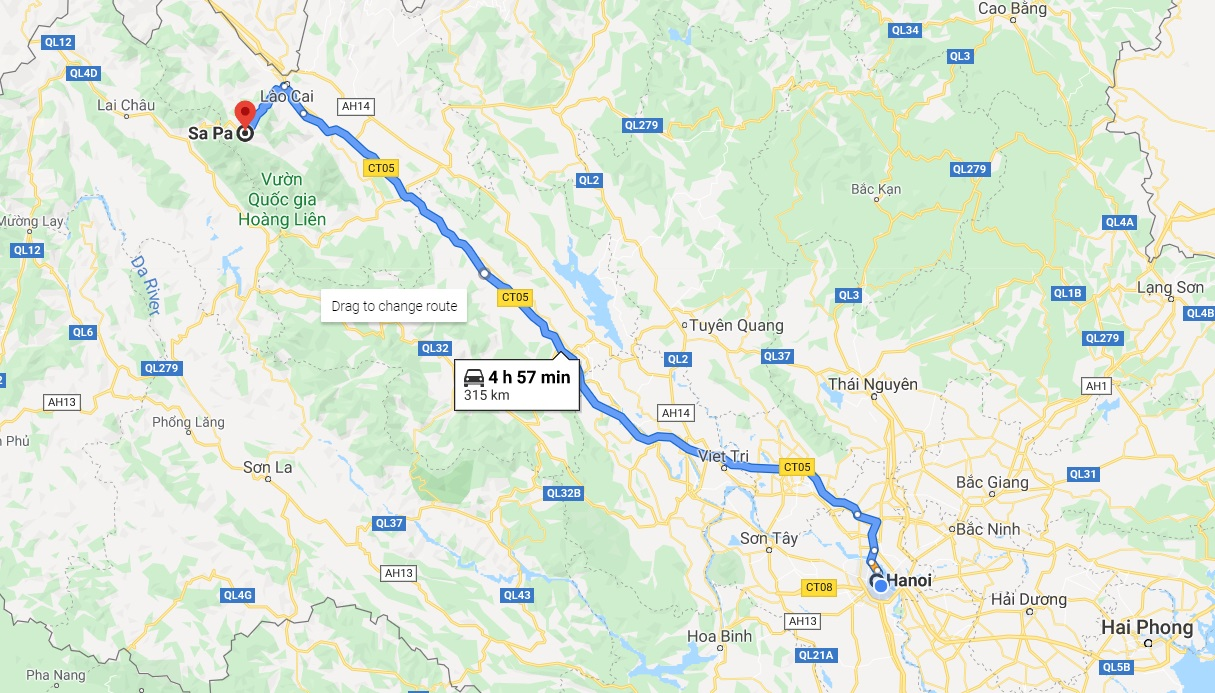 Cao Bằng
QL34
QL12
QL3
QL4D
Lào Cai
Lai Châu
AH14
QL279
Sa Pa
CT05
QL279
QL2
Vườn
Quốc gia
Hoàng Liên
Bắc Kạn
Mường Lay
QL4A
QL12
Da River
Lạng Sơn
QL3
QL1B
CT05
Drag to change route
QL4B
Tuyên Quang
QL6
QL279
QL32
QL2
QL37
QL279
4 h 57 min
315 km
Thái Nguyên
AH1
AH13
AH14
Phống Lăng
n Phủ
Viet Tri
Sơn La
CT05
QL31
Bắc Giang
QL32B
QL37
Bắc Ninh
Sơn Tây
AH13
Hanoi
CT08
QL4G
QL43
Hải Dương
AH13
Hai Phong
Hoa Binh
QL21A
QL5B
Pha Nang